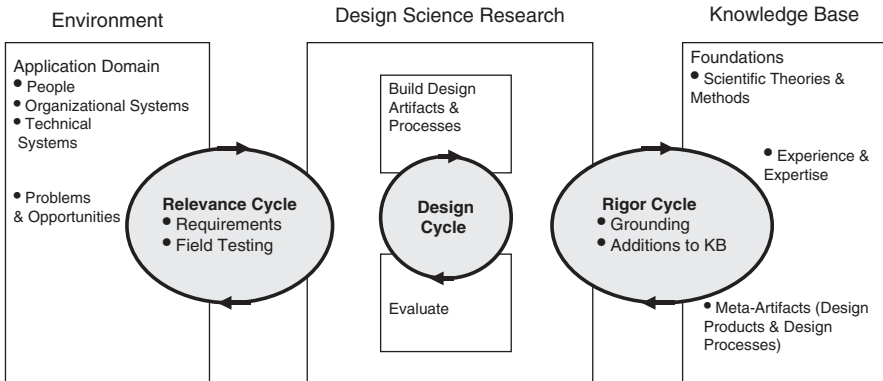 Environment
Design Science Research
Knowledge Base
Application Domain
• People
• Organizational Systems
• Technical
Systems
• Problems
& Opportunities
Relevance Cycle
• Requirements
• Field Testing
Build Design
Artifacts &
Processes
Design
Cycle
Evaluate
Rigor Cycle
• Grounding
• Additions to KB
Foundations
• Scientific Theories &
Methods
• Experience &
Expertise
• Meta-Artifacts (Design
Products & Design
Processes)